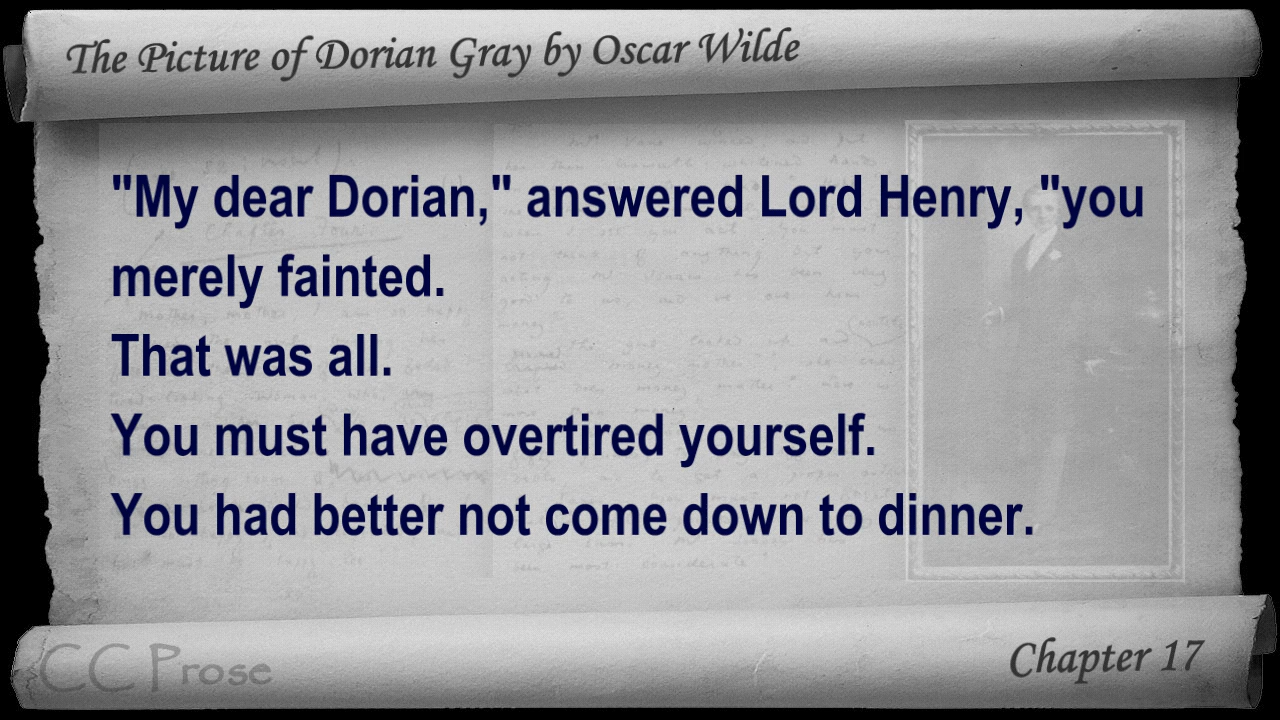 The Picture of Dorian Gray by Oscar Wilde
"My dear Dorian," answered Lord Henry, "you
merely fainted.
That was all.
You must have overtired yourself.
You had better not come down to dinner.
CC Prose
Chapter 17